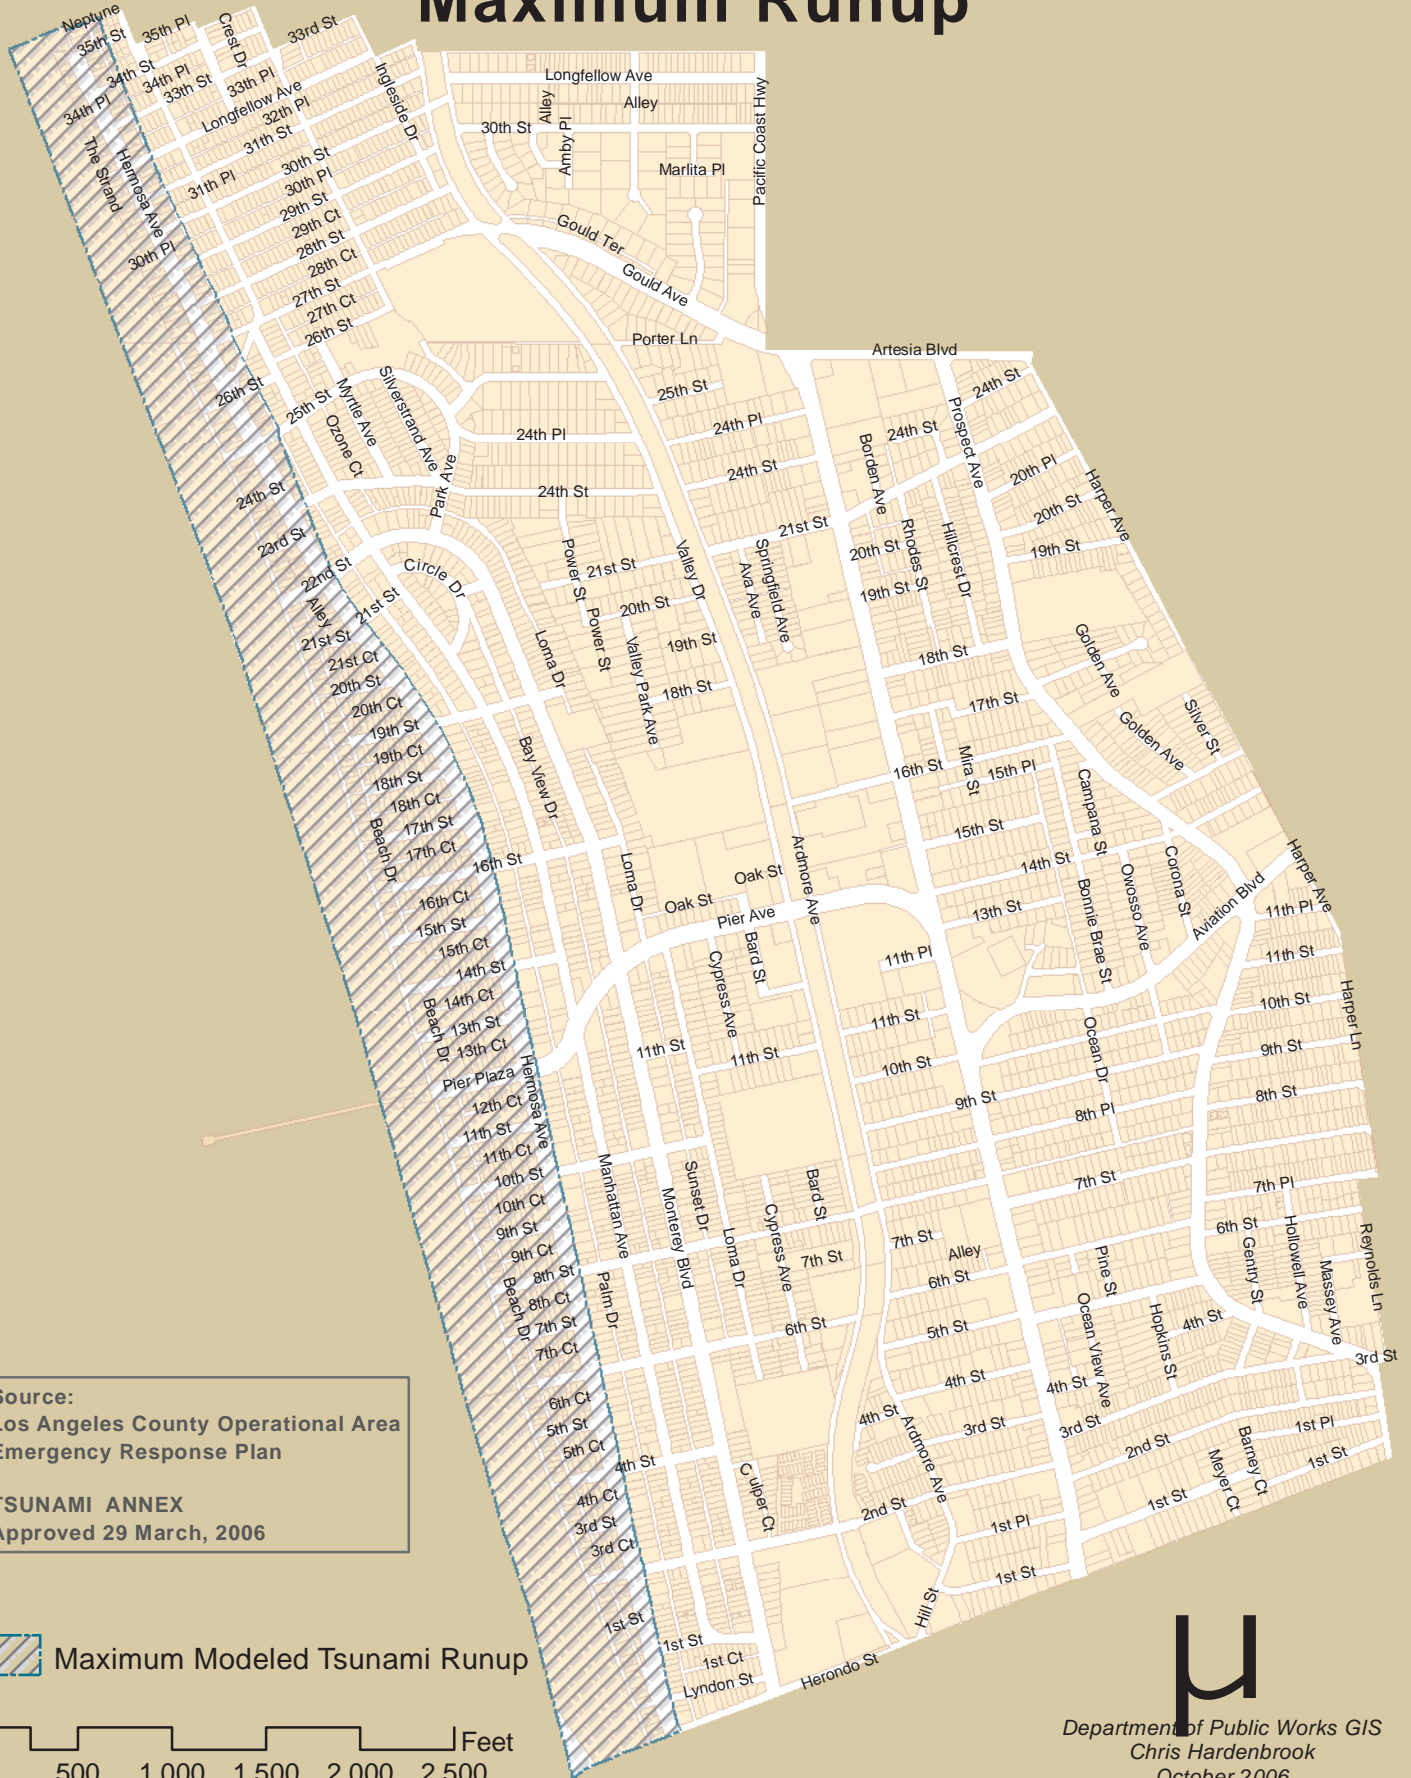 Maximum Runup
Neptune
35th St
35th Pl
Crest Dr
33rd St
34th St
34th Pl
33th St
33th Pl
Ingleside Dr
Longfellow Ave
Longfellow Ave
Alley
Alley
Pacific Coast Hwy
34th Pl
Longfellow Ave
32th Pl
31th St
30th St
Amby Pl
The Strand
Hermosa Ave
30th St
31th Pl
30th Pl
Marlita Pl
29th St
29th Ct
28th St
30th Pl
28th Ct
Gould Ter
Gould Ave
27th St
27th Ct
26th St
Porter Ln
Artesia Blvd
26th St
25th St
Myrtle Ave
Silverstrand Ave
Ozone Ct
25th St
24th St
24th Pl
24th Pl
Borden Ave
24th St
Prospect Ave
24th St
24th St
Park Ave
24th St
20th Pl
Harper Ave
20th St
23rd St
21st St
Rhodes St
Hillcrest Dr
22nd St
Circle Dr
Power St
21st St
Valley Dr
Ava Ave
Springfield Ave
20th St
19th St
19th St
Alley
21st St
20th St
Power St
21st St
Loma Dr
Valley Park Ave
19th St
18th St
Golden Ave
21st Ct
20th St
18th St
20th Ct
17th St
Golden Ave
Silver St
19th St
19th Ct
Bay View Dr
16th St
Mira St
15th Pl
Campana St
18th St
18th Ct
17th St
15th St
Beach Dr
17th Ct
16th St
Loma Dr
Oak St
Ardmore Ave
14th St
Owosso Ave
Corona St
Harper Ave
16th Ct
Oak St
Bonnie Brae St
Aviation Blvd
11th Pl
15th St
Pier Ave
13th St
15th Ct
Cypress Ave
Bard St
11th Pl
11th St
14th St
14th Ct
Beach Dr
10th St
Harper Ln
13th St
11th St
Ocean Dr
13th Ct
11th St
11th St
9th St
Pier Plaza
Hermosa Ave
10th St
12th Ct
9th St
8th Pl
8th St
11th St
11th Ct
Manhattan Ave
Sunset Dr
10th St
Monterey Blvd
Bard St
7th St
7th Pl
10th Ct
Cypress Ave
9th St
Loma Dr
7th St
Alley
6th St
Hollowell Ave
Reynolds Ln
9th Ct
7th St
Pine St
Gentry St
8th St
Palm Dr
6th St
Massey Ave
Beach Dr
8th Ct
Ocean View Ave
7th St
6th St
5th St
Hopkins St
4th St
7th Ct
3rd St
4th St
4th St
6th Ct
4th St
Ardmore Ave
3rd St
3rd St
5th St
1st Pl
5th Ct
2nd St
Barney Ct
4th St
Culper Ct
Meyer Ct
1st St
4th Ct
2nd St
1st St
3rd St
1st Pl
3rd Ct
1st St
1st St
Hill St
1st St
1st Ct
Lyndon St
Herondo St
Source:
Los Angeles County Operational Area
Emergency Response Plan
TSUNAMI ANNEX
Approved 29 March, 2006
Maximum Modeled Tsunami Runup
Feet
500 1,000 1,500 2,000 2,500
µ
Department of Public Works GIS
Chris Hardenbrook
October 2006